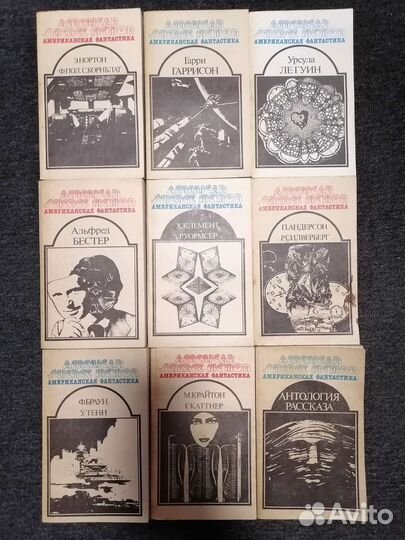 AMERICAN
SCIENCE FICTION
АМЕРИКАНСКАЯ ФАНТАСТИКА
Э.НОРТОН
Ф.ПОЛ. С.КОРНБЛАТ
AMERICAN
SCIENCE FICTION
АМЕРИКАНСКАЯ ФАНТАСТИКА
Гарри
ГАРРИСОН
AMERICAN
SCIENCE FICTION
АМЕРИКАНСКАЯ ФАНТАСТИКА
Урсула
ЛЕ ГУИН
AMERICAN
SCIENCE FICTION
АМЕРИКАНСКАЯ ФАНТАСТИКА
Альфред
БЕСТЕР
AMERICAN
SCIENCE FICTION
АМЕРИКАНСКАЯ ФАНТАСТИКА
Х.КЛЕМЕНТ
Р.УОРМСЕР
AMERICAN
SCIENCE FICTION
АМЕРИКАНСКАЯ ФАНТАСТИКА
П.АНДЕРСОН
Р.СИЛВЕРБЕРГ
AMERICAN
SCIENCE FICTION
АМЕРИКАНСКАЯ ФАНТАСТИКА
Ф.БРАУН
У.ТЕНН
AMERICAN
SCIENCE FICTION
АМЕРИКАНСКАЯ ФАНТАСТИКА
М.КРАЙТОН
Г.КАТТНЕР
AMERICAN
SCIENCE FICTION
АМЕРИКАНСКАЯ ФАНТАСТИКА
АНТОЛОГИЯ
РАССКАЗА
Avito